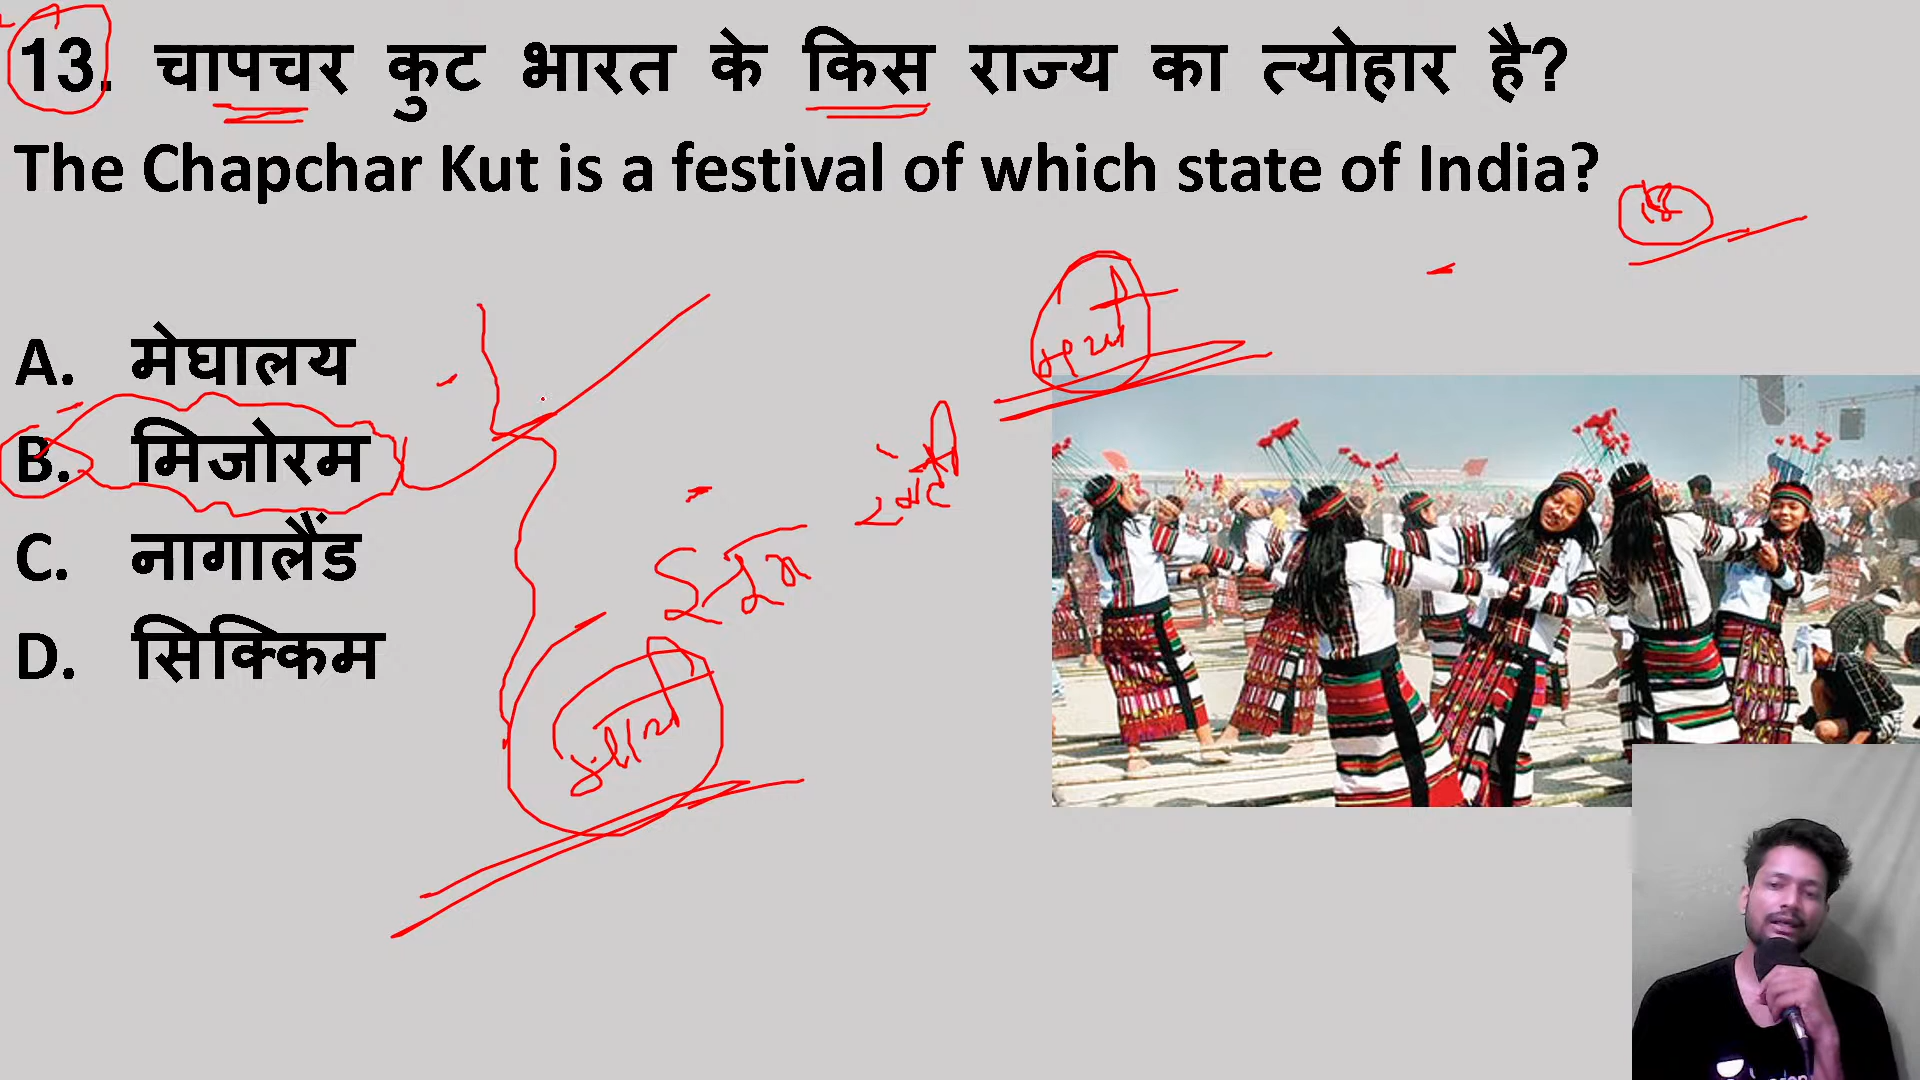 13. चापचर कुट भारत के किस राज्य का त्योहार है?
The Chapchar Kut is a festival of which state of India?
A. मेघालय
B. मिजोरम
C. नागालैंड
D. सिक्किम